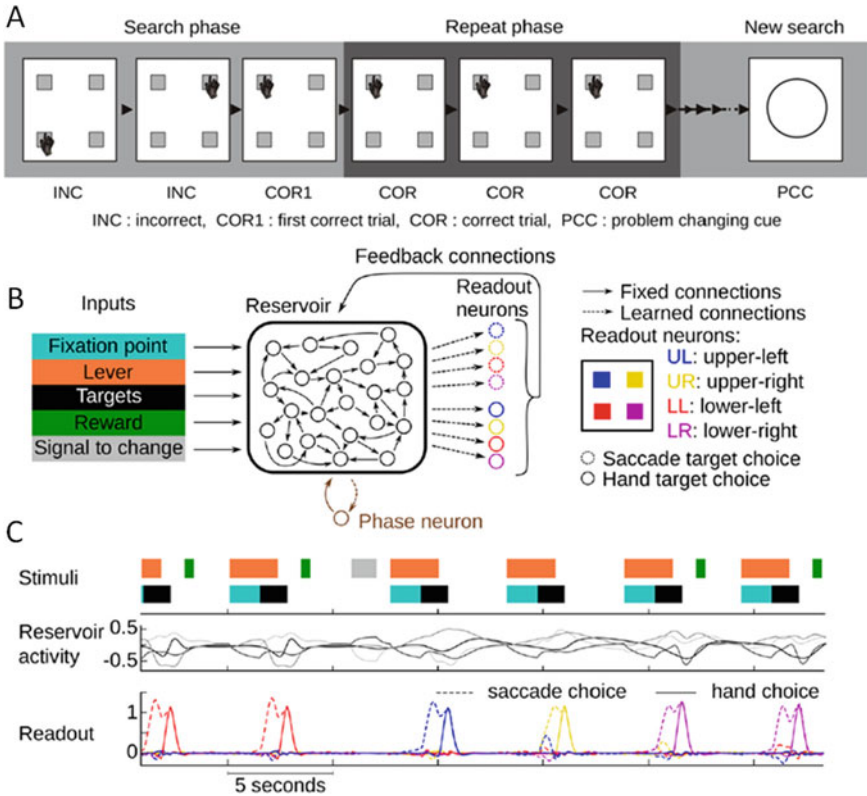 A
Search phase
Repeat phase
New search
INC
INC
COR1
COR
COR
COR
PCC
INC : incorrect, COR1 : first correct trial, COR : correct trial, PCC : problem changing cue
Feedback connections
B
Inputs
Reservoir
Readout
neurons
Fixation point
Lever
Targets
Reward
Signal to change
Phase neuron
Fixed connections
Learned connections
Readout neurons:
UL: upper-left
UR: upper-right
LL: lower-left
LR: lower-right
Saccade target choice
Hand target choice
C
Stimuli
Reservoir
activity
0.5
-0.5
saccade choice
hand choice
Readout
1
0
5 seconds